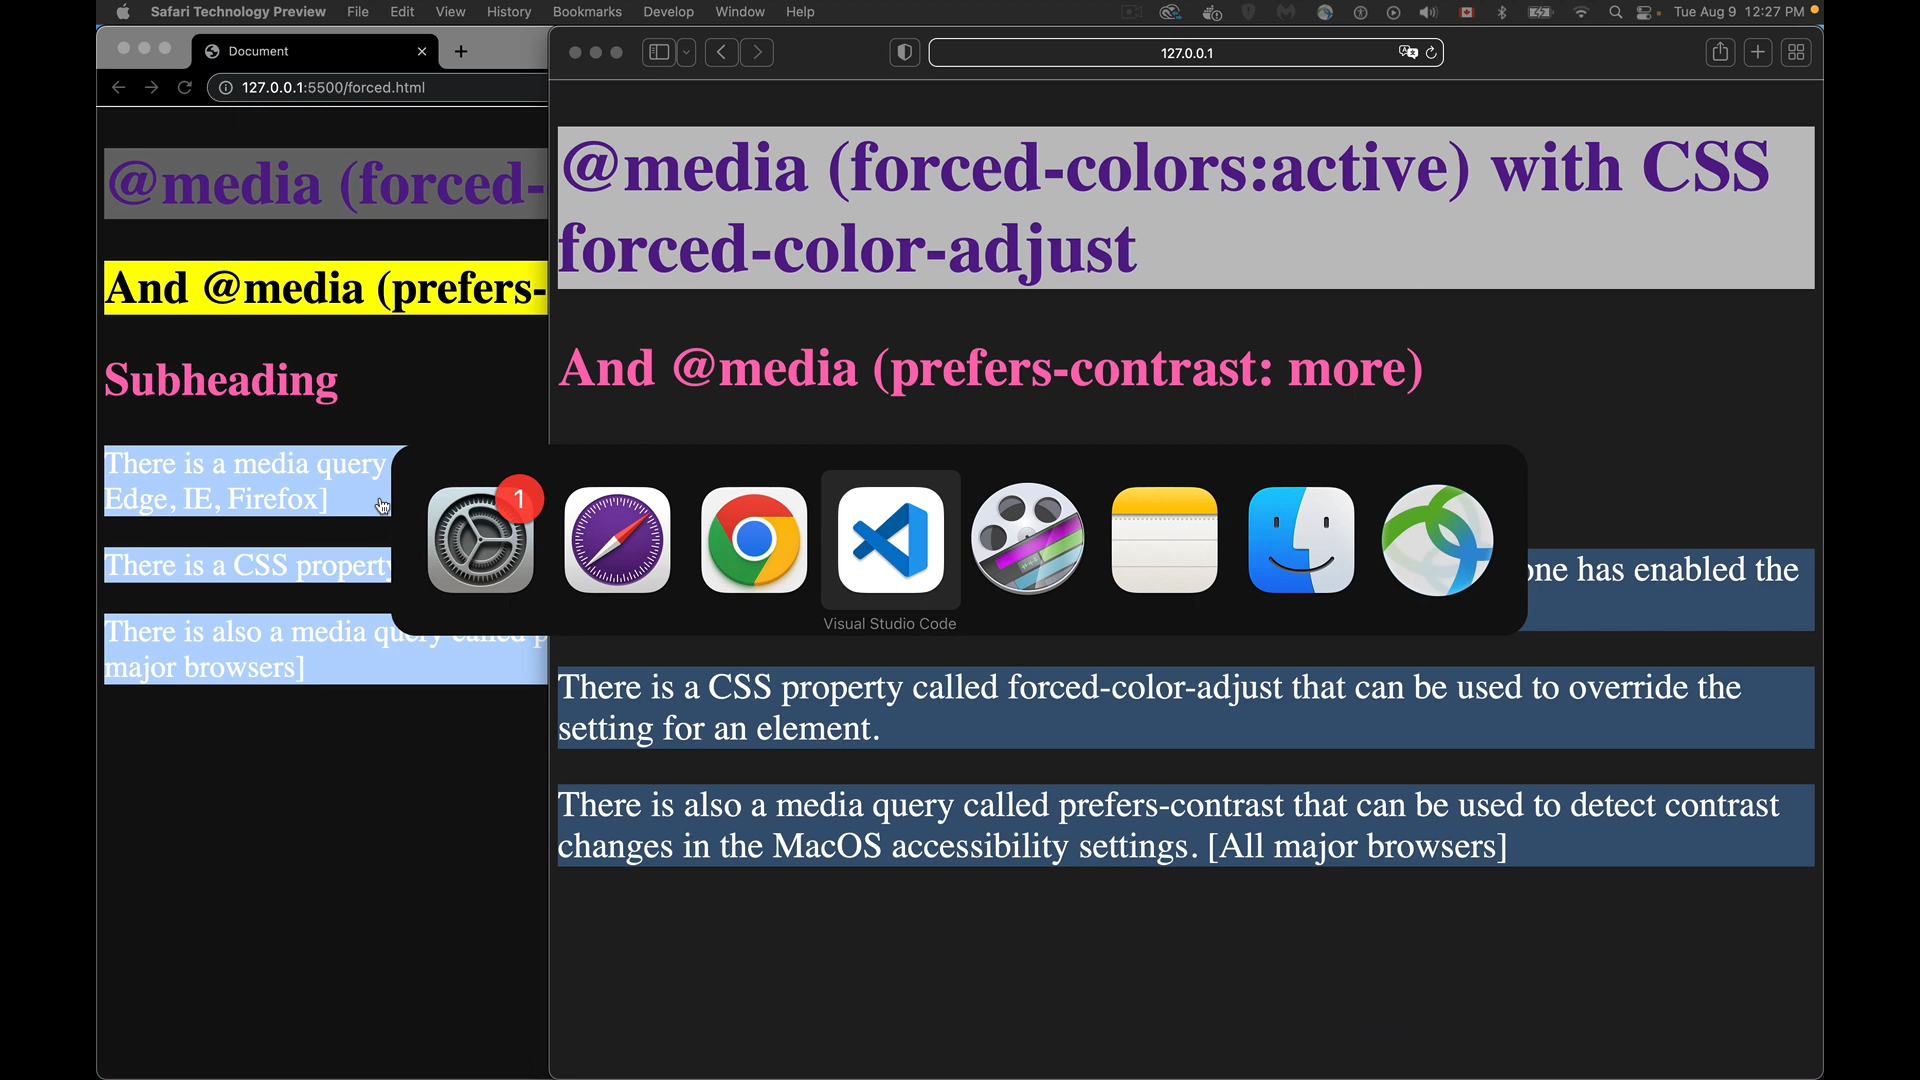 Safari Technology Preview File Edit View History Bookmarks Develop Window Help Tue Aug 9 12:27 PM
Document
127.0.0.1:5500/forced.html
127.0.0.1
@media (forced-
And @media (prefers-
Subheading
There is a media query
Edge, IE, Firefox]
There is a CSS property
There is also a media query called p
major browsers]
@media (forced-colors:active) with CSS
forced-color-adjust
And @media (prefers-contrast: more)
one has enabled the
1
Visual Studio Code
There is a CSS property called forced-color-adjust that can be used to override the
setting for an element.
There is also a media query called prefers-contrast that can be used to detect contrast
changes in the MacOS accessibility settings. [All major browsers]